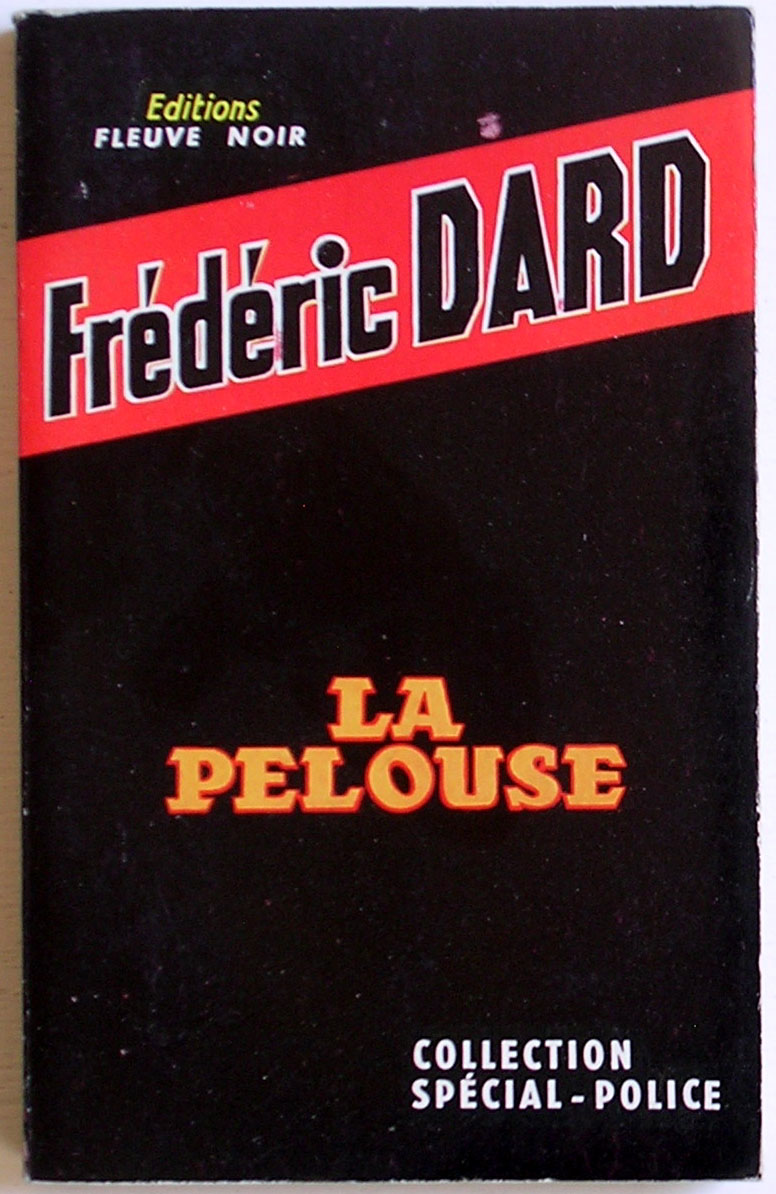 Editions
FLEUVE NOIR
Frédéric DARD
LA
PELOUSE
COLLECTION
SPÉCIAL-POLICE